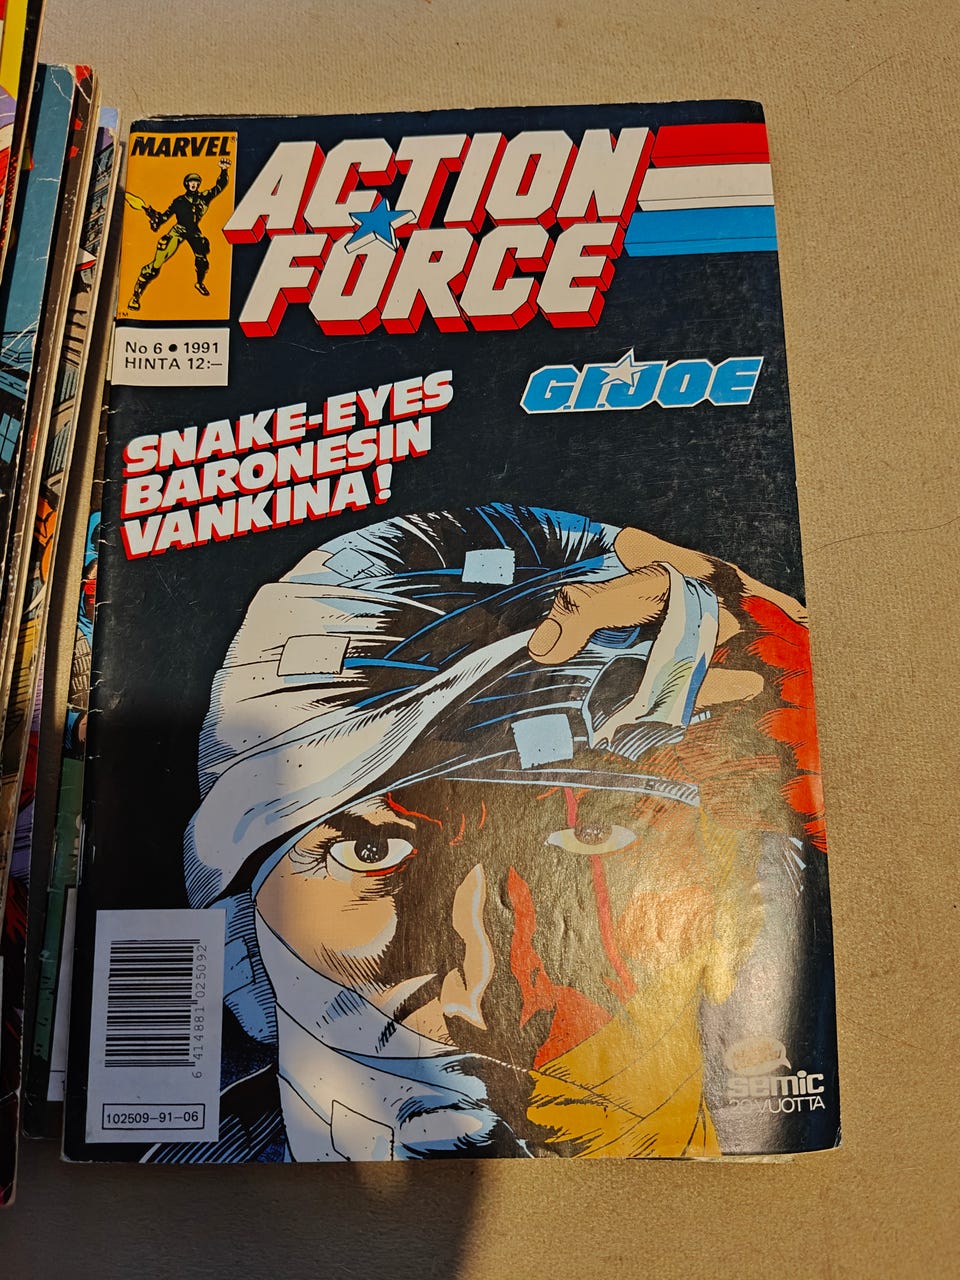 MARVEL
ACTION
FORCE
No 6 ● 1991
HINTA 12:—
G.I. JOE
SNAKE-EYES
BARONESIN
VANKINA!
6 414881 025092
102509-91-06
semic
VUOTTA